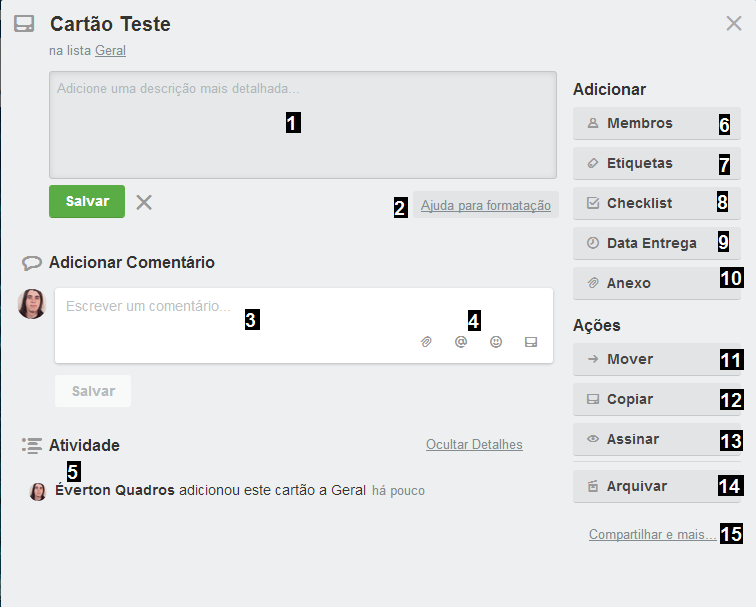 Cartão Teste
na lista Geral
Adicione uma descrição mais detalhada...
1
Salvar
2 Ajuda para formatação
Adicionar Comentário
Escrever um comentário...
3
4
@
Salvar
Atividade
Ocultar Detalhes
5
Éverton Quadros adicionou este cartão a Geral há pouco
Adicionar
Membros 6
Etiquetas 7
Checklist 8
Data Entrega 9
Anexo 10
Ações
Mover 11
Copiar 12
Assinar 13
Arquivar 14
Compartilhar e mais... 15